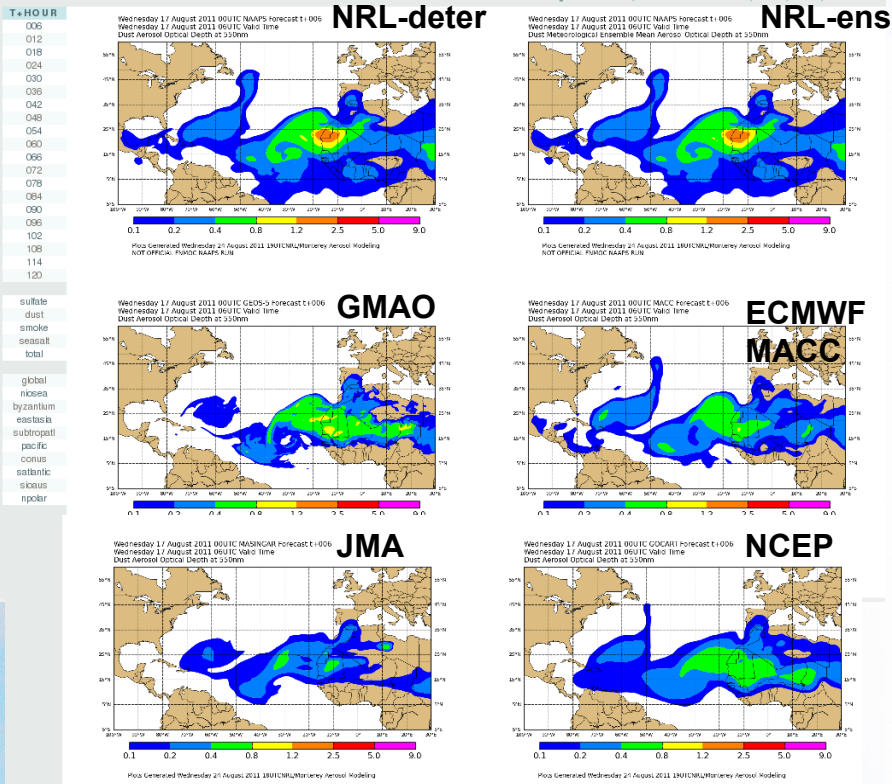 T+HOUR
006
012
018
024
030
036
042
048
054
060
066
072
078
084
090
096
102
108
114
120
sulfate
dust
smoke
seasalt
total
global
niosea
byzantium
eastasia
subtropatl
pacific
conus
satlantic
sioaus
npolar
NRL-deter
Wednesday 17 August 2011 00UTC NAAPS Forecast t+006
Wednesday 17 August 2011 06UTC Valid Time
Dust Aerosol Optical Depth at 550nm
0.1 0.2 0.4 0.8 1.2 2.5 5.0 9.0
Plots Generated Wednesday 24 August 2011 19UTCNRL/Monterey Aerosol Modeling
NOT OFFICIAL FNMOC NAAPS RUN
NRL-ens
Wednesday 17 August 2011 00UTC NAAPS Forecast t+006
Wednesday 17 August 2011 06UTC Valid Time
Dust Meteorological Ensemble Mean Aerosol Optical Depth at 550nm
0.1 0.2 0.4 0.8 1.2 2.5 5.0 9.0
Plots Generated Wednesday 24 August 2011 18UTCNRL/Monterey Aerosol Modeling
NOT OFFICIAL FNMOC NAAPS RUN
GMAO
Wednesday 17 August 2011 00UTC GEOS-5 Forecast t+006
Wednesday 17 August 2011 06UTC Valid Time
Dust Aerosol Optical Depth at 550nm
0.1 0.2 0.4 0.8 1.2 2.5 5.0 9.0
ECMWF
MACC
Wednesday 17 August 2011 00UTC MACC Forecast t+006
Wednesday 17 August 2011 06UTC Valid Time
Dust Aerosol Optical Depth at 550nm
0.1 0.2 0.4 0.8 1.2 2.5 5.0 9.0
JMA
Wednesday 17 August 2011 00UTC MASINGAR Forecast t+006
Wednesday 17 August 2011 06UTC Valid Time
Dust Aerosol Optical Depth at 550nm
0.1 0.2 0.4 0.8 1.2 2.5 5.0 9.0
Plots Generated Wednesday 24 August 2011 18UTCNRL/Monterey Aerosol Modeling
NCEP
Wednesday 17 August 2011 00UTC GOCART Forecast t+006
Wednesday 17 August 2011 06UTC Valid Time
Dust Aerosol Optical Depth at 550nm
0.1 0.2 0.4 0.8 1.2 2.5 5.0 9.0
Plots Generated Wednesday 24 August 2011 19UTCNRL/Monterey Aerosol Modeling